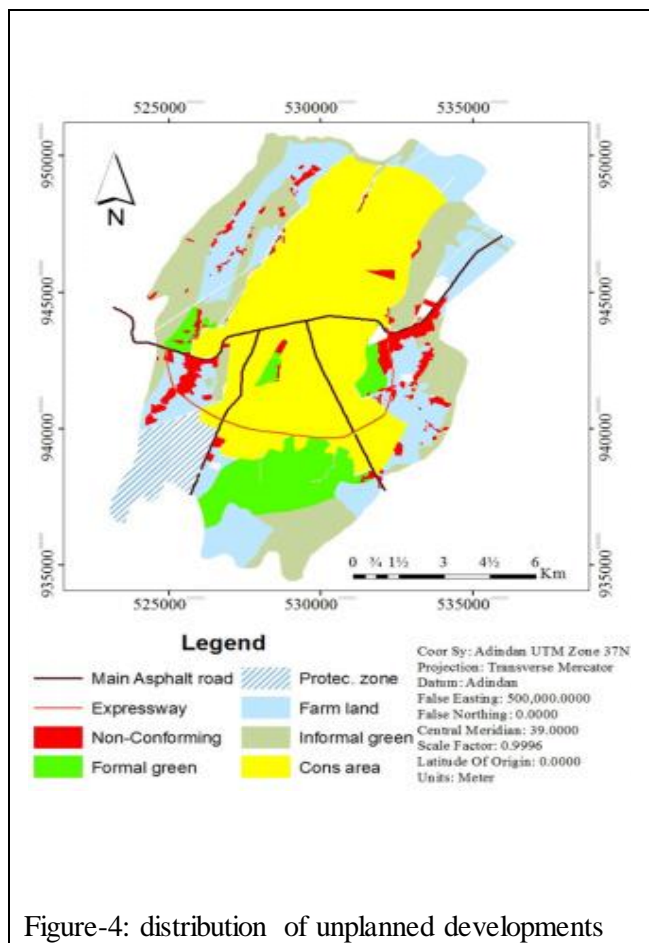 525000 530000 535000
950000 950000
N
945000 945000
940000 940000
935000 935000
0 ¾ 1½ 3 4½ 6
Km
525000 530000 535000
Legend
Main Asphalt road
Expressway
Non-Conforming
Formal green
Protec. zone
Farm land
Informal green
Cons area
Coor Sy: Adindan UTM Zone 37N
Projection: Transverse Mercator
Datum: Adindan
False Easting: 500,000.0000
False Northing: 0.0000
Central Meridian: 39.0000
Scale Factor: 0.9996
Latitude Of Origin: 0.0000
Units: Meter
Figure-4: distribution of unplanned developments